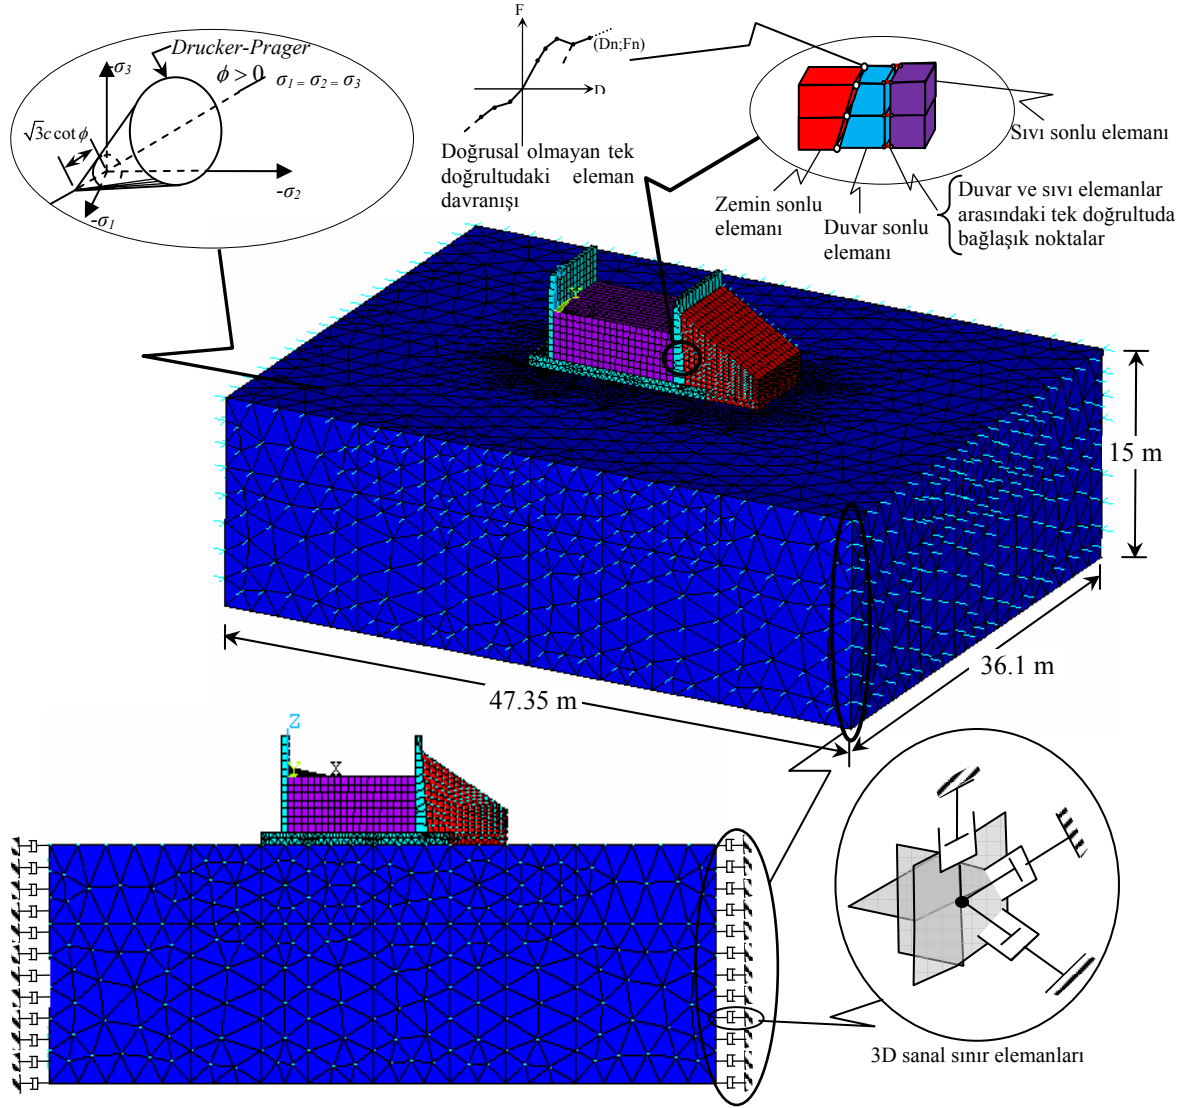 Drucker-Prager
ϕ > 0
σ1 = σ2 = σ3
-σ3
√3c cot ϕ
-σ2
-σ1
F
(Dn;Fn)
D
Doğrusal olmayan tek
doğrultudaki eleman
davranışı
Sıvı sonlu elemanı
Zemin sonlu
elemanı
Duvar sonlu
elemanı
Duvar ve sıvı elemanlar
arasındaki tek doğrultuda
bağlaşık noktalar
15 m
36.1 m
47.35 m
Z
Y
X
3D sanal sınır elemanları